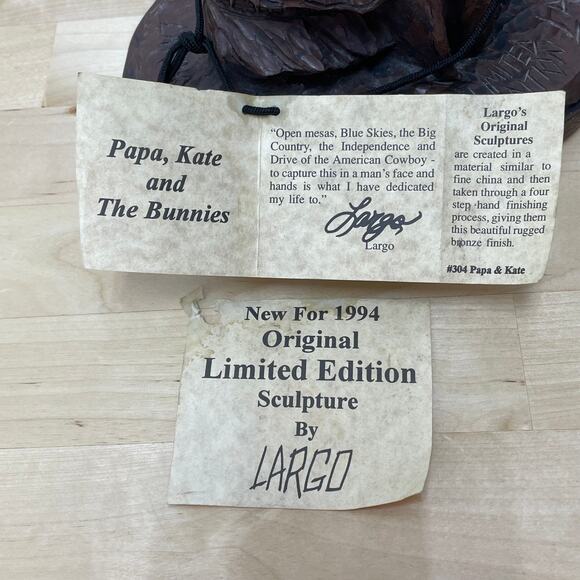 LIMITED
Papa, Kate
and
The Bunnies
"Open mesas, Blue Skies, the Big
Country, the Independence and
Drive of the American Cowboy -
to capture this in a man's face and
hands is what I have dedicated
my life to."
Largo
Largo
Largo's
Original
Sculptures
are created in a
material similar to
fine china and then
taken through a four
step hand finishing
process, giving them
this beautiful rugged
bronze finish.
#304 Papa & Kate
New For 1994
Original
Limited Edition
Sculpture
By
LARGO